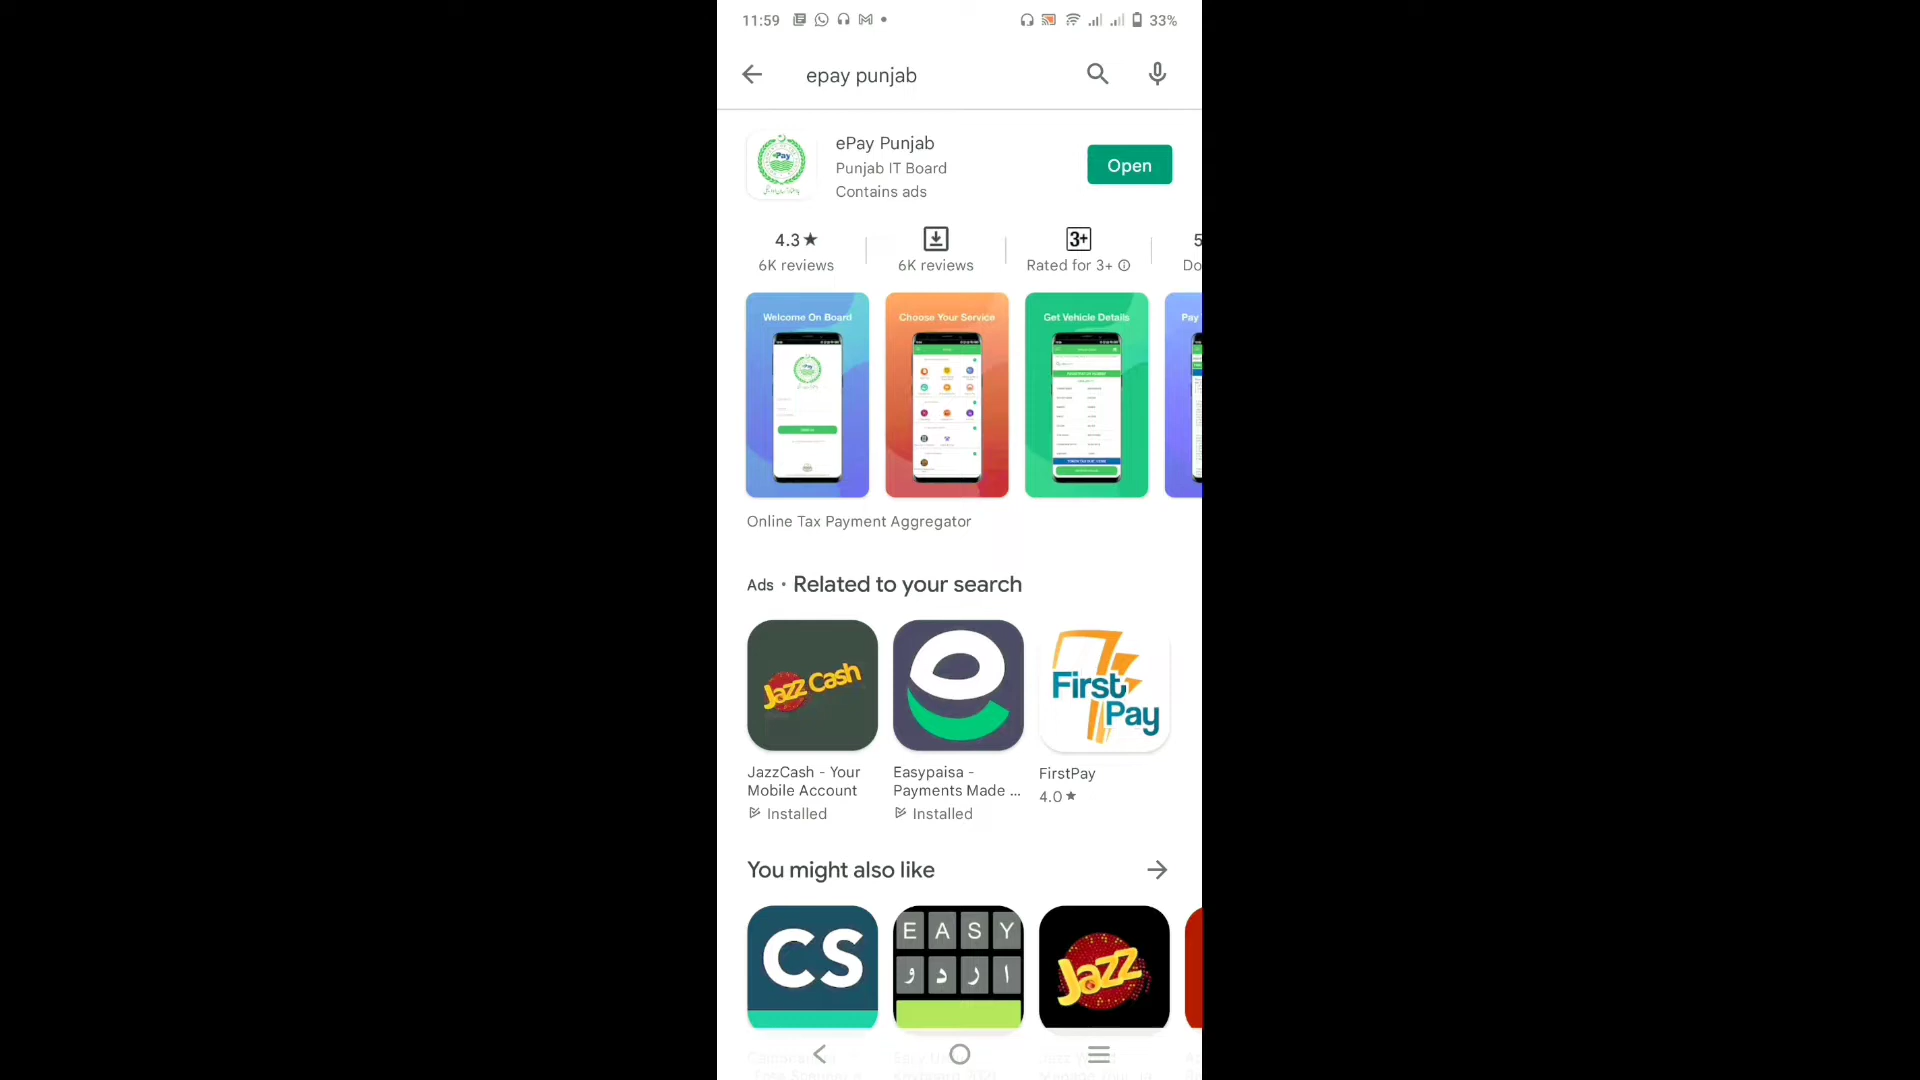 11:59 33%
epay punjab
ePay Punjab
Punjab IT Board
Contains ads
Open
4.3★
6K reviews
6K reviews
3+
Rated for 3+
5
Do
Welcome On Board
Choose Your Service
Get Vehicle Details
Pay
ePay
Online Tax Payment Aggregator
Ads • Related to your search
Jazz Cash
First Pay
JazzCash - Your
Mobile Account
Installed
Easypaisa -
Payments Made ...
Installed
FirstPay
4.0★
You might also like
CS
E A S Y
ا ر د و
Jazz